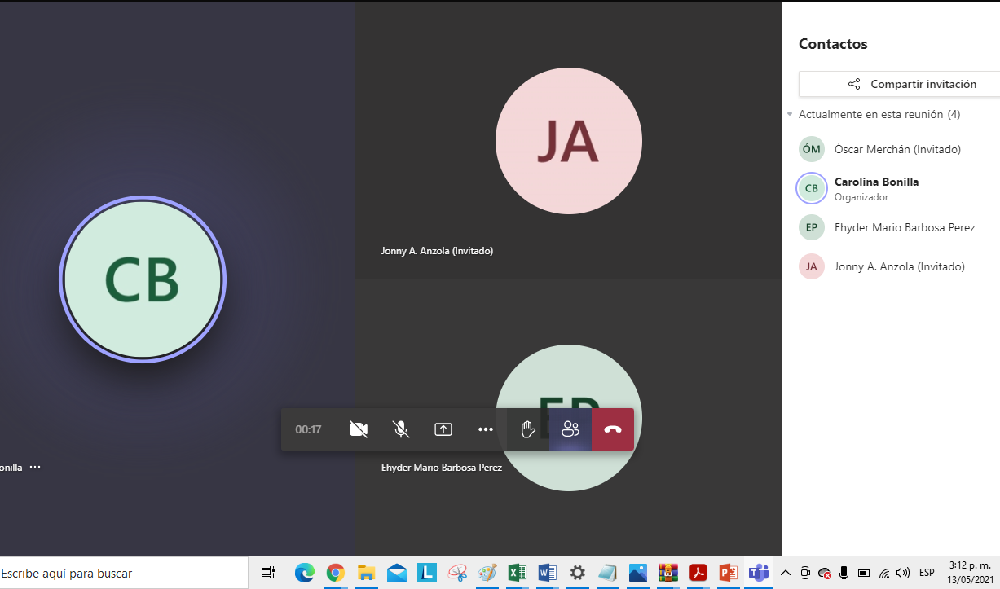 CB
onilla ...
JA
Jonny A. Anzola (Invitado)
EP
Ehyder Mario Barbosa Perez
00:17
Contactos
Compartir invitación
Actualmente en esta reunión (4)
ÓM Óscar Merchán (Invitado)
CB Carolina Bonilla
Organizador
EP Ehyder Mario Barbosa Perez
JA Jonny A. Anzola (Invitado)
Escribe aquí para buscar
L
ESP
3:12 p. m.
13/05/2021